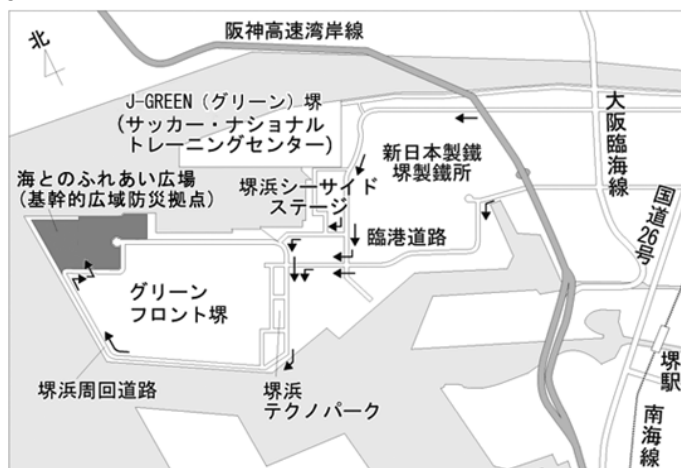 阪神高速湾岸線
北
J-GREEN（グリーン）堺
（サッカー・ナショナル
トレーニングセンター）
大阪臨海線
新日本製鐵
堺製鉄所
海とのふれあい広場
（基幹的広域防災拠点）
堺浜シーサイド
ステージ
国道26号
臨港道路
グリーン
フロント堺
堺駅
堺浜周回道路
堺浜
テクノパーク
南海線